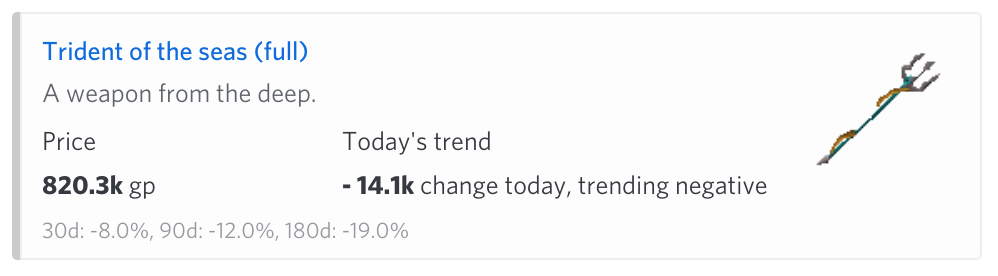 Trident of the seas (full)
A weapon from the deep.
Price
Today's trend
820.3k gp
- 14.1k change today, trending negative
30d: -8.0%, 90d: -12.0%, 180d: -19.0%